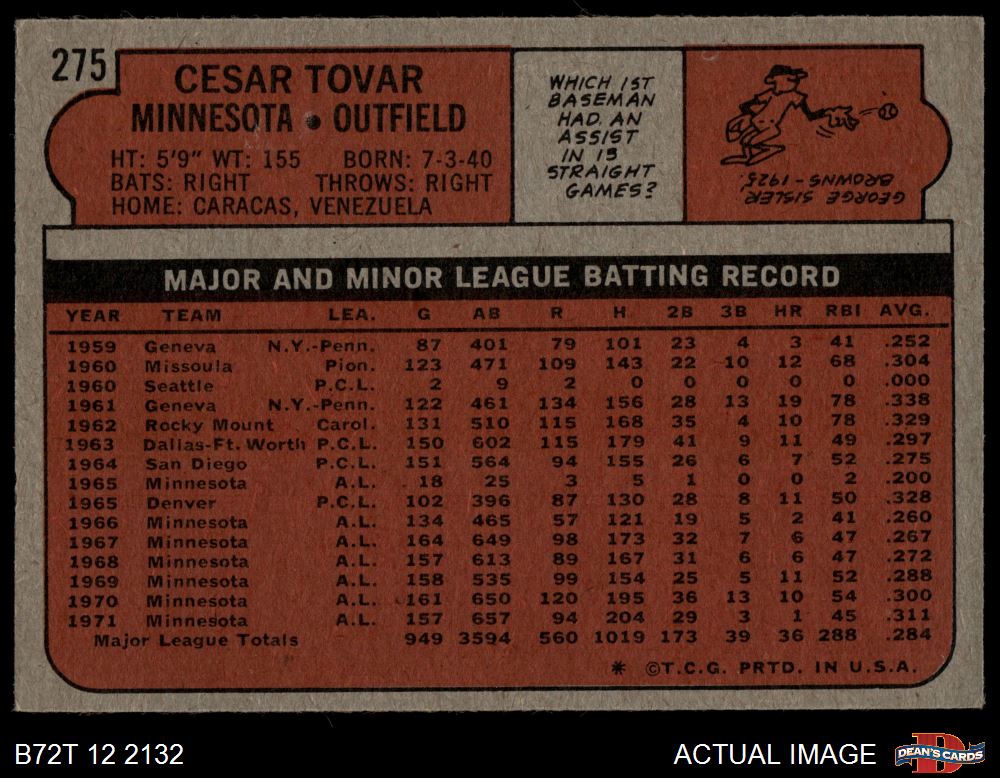 275
CESAR TOVAR
MINNESOTA • OUTFIELD
HT: 5'9" WT: 155 BORN: 7-3-40
BATS: RIGHT THROWS: RIGHT
HOME: CARACAS, VENEZUELA
WHICH 1ST
BASEMAN
HAD AN
ASSIST
IN 13
STRAIGHT
GAMES?
GEORGE SISLER,
BROWNS - 1925.
MAJOR AND MINOR LEAGUE BATTING RECORD
YEAR TEAM LEA. G AB R H 2B 3B HR RBI AVG.
1959 Geneva N.Y.-Penn. 87 401 79 101 23 4 3 41 .252
1960 Missoula Pion. 123 471 109 143 22 10 12 68 .304
1960 Seattle P.C.L. 2 9 2 0 0 0 0 0 .000
1961 Geneva N.Y.-Penn. 122 461 134 156 28 13 19 78 .338
1962 Rocky Mount Carol. 131 510 115 168 35 4 10 78 .329
1963 Dallas-Ft. Worth P.C.L. 150 602 115 179 41 9 11 49 .297
1964 San Diego P.C.L. 151 564 94 155 26 6 7 52 .275
1965 Minnesota A.L. 18 25 3 5 1 0 0 2 .200
1965 Denver P.C.L. 102 396 87 130 28 8 11 50 .328
1966 Minnesota A.L. 134 465 57 121 19 5 2 41 .260
1967 Minnesota A.L. 164 649 98 173 32 7 6 47 .267
1968 Minnesota A.L. 157 613 89 167 31 6 6 47 .272
1969 Minnesota A.L. 158 535 99 154 25 5 11 52 .288
1970 Minnesota A.L. 161 650 120 195 36 13 10 54 .300
1971 Minnesota A.L. 157 657 94 204 29 3 1 45 .311
Major League Totals 949 3594 560 1019 173 39 36 288 .284
* ©T.C.G. PRTD. IN U.S.A.
B72T 12 2132
ACTUAL IMAGE
DEAN'S CARDS